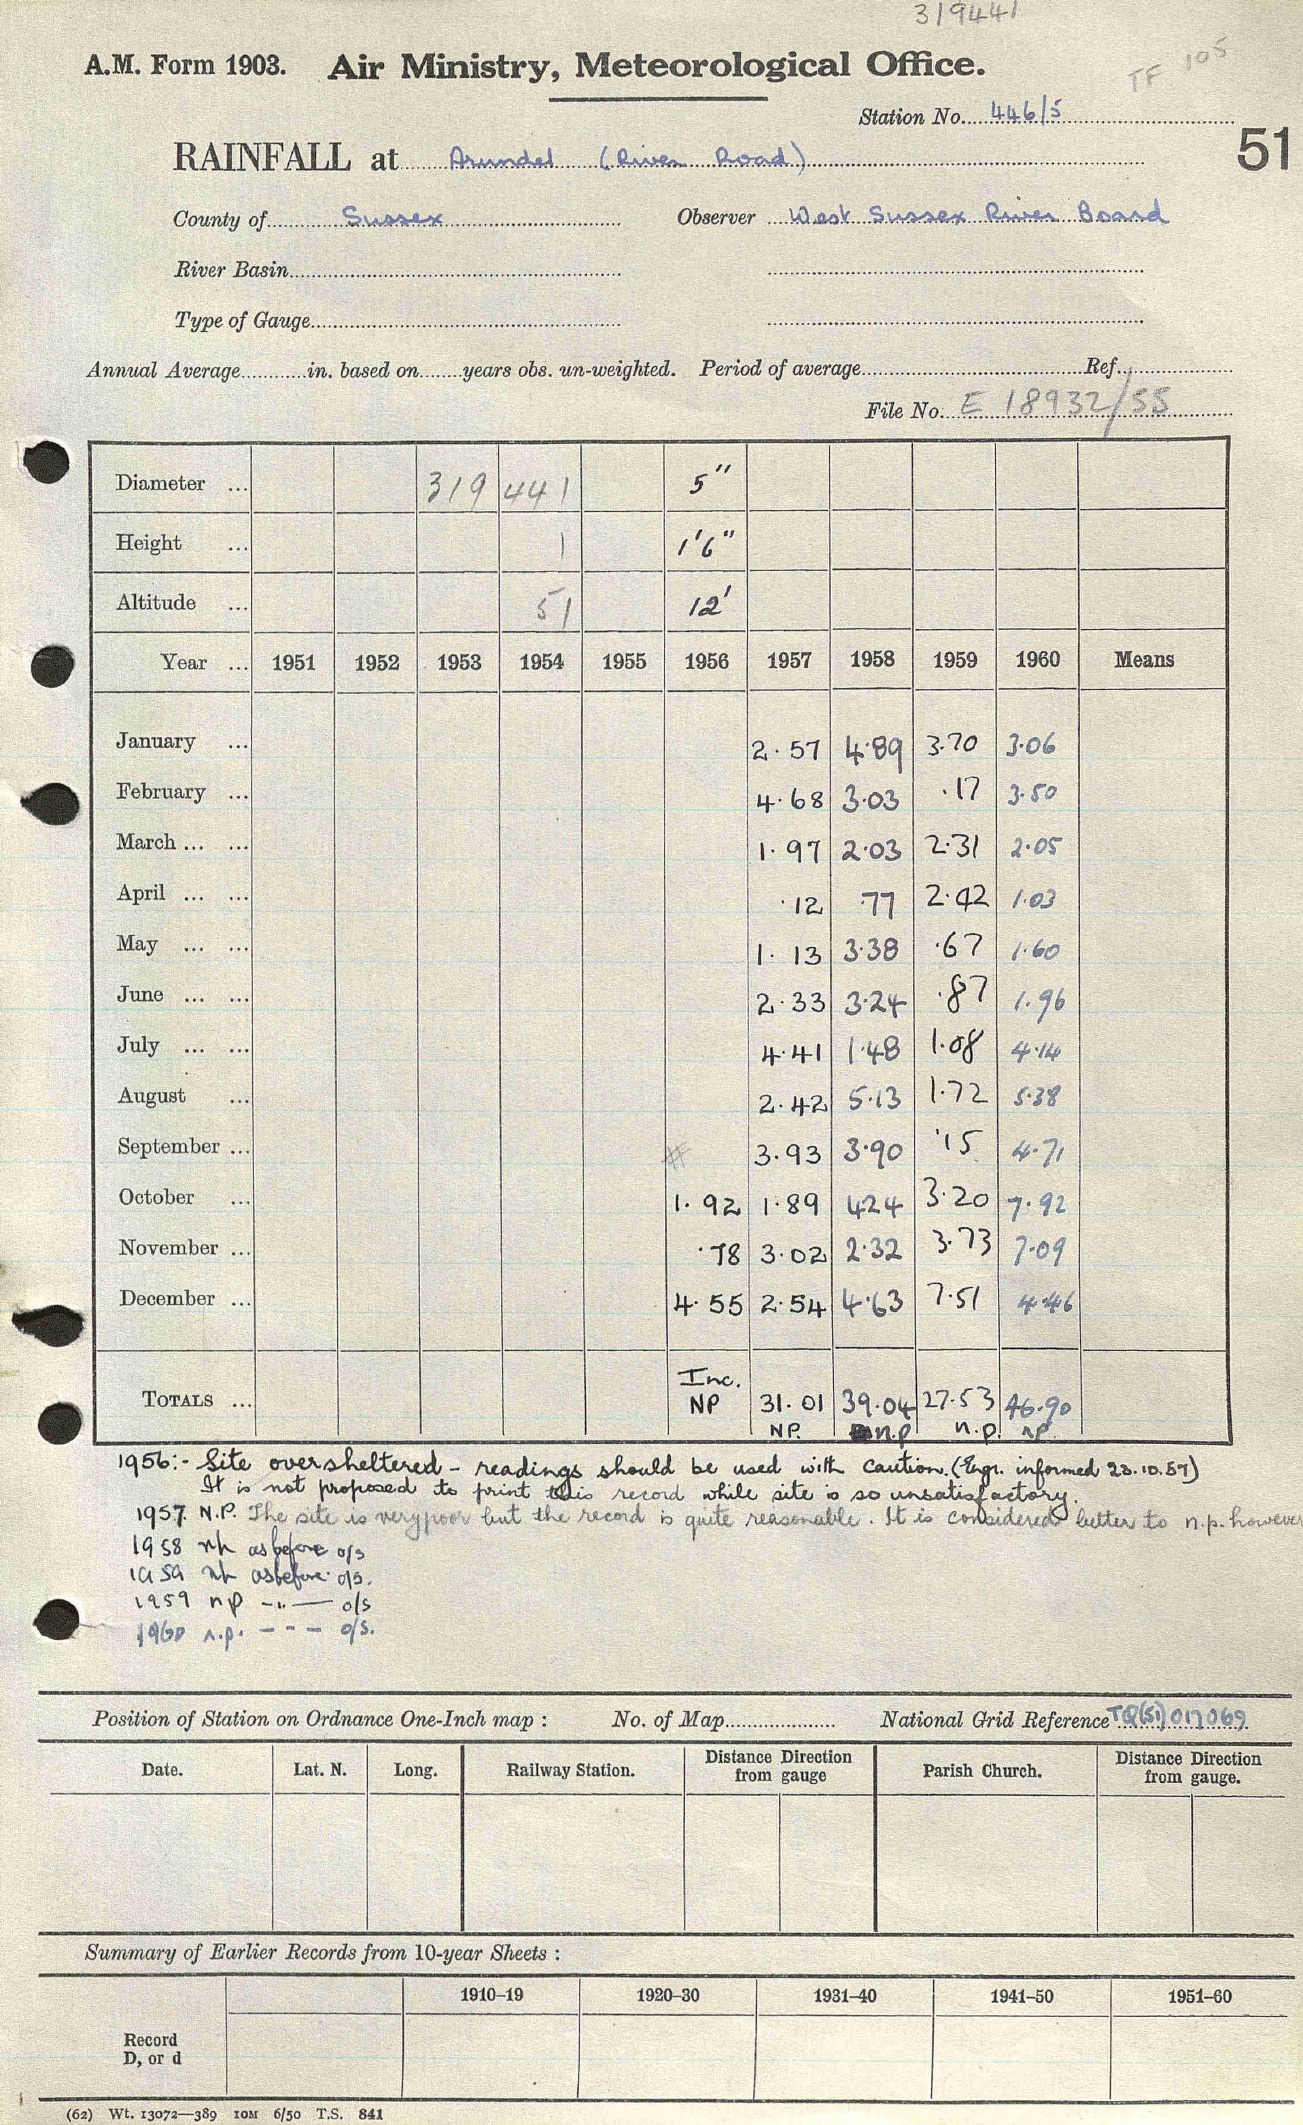 319441
A.M. Form 1903. Air Ministry, Meteorological Office.
TF 105
Station No. 446/5
51
RAINFALL at Arundel (River Road)
County of Sussex Observer West Sussex River Board
River Basin
Type of Gauge
Annual Average in. based on years obs. un-weighted. Period of average Ref.
File No. E 18932/55
Diameter ... 319 441 5"
Height ... 1 1'6"
Altitude ... 51 12'
Year ... 1951 1952 1953 1954 1955 1956 1957 1958 1959 1960 Means
January ... 2.57 4.89 3.70 3.06
February ... 4.68 3.03 .17 3.50
March ... ... 1.97 2.03 2.31 2.05
April ... ... .12 .77 2.42 1.03
May ... ... 1.13 3.38 .67 1.60
June ... ... 2.33 3.24 .87 1.96
July ... ... 4.41 1.48 1.08 4.14
August ... 2.42 5.13 1.72 5.38
September ... # 3.93 3.90 .15 4.71
October ... 1.92 1.89 4.24 3.20 7.92
November ... .78 3.02 2.32 3.73 7.09
December ... 4.55 2.54 4.63 7.51 4.46
Inc.
TOTALS ... NP 31.01 39.04 27.53 46.90
NP. n.p n.p. np.
1956:- Site oversheltered - readings should be used with caution. (Engr. informed 23.10.57)
It is not proposed to print this record while site is so unsatisfactory.
1957. N.P. The site is very poor but the record is quite reasonable. It is considered better to n.p. however
1958 np as before o/s
1959 np as before o/s.
1959 np -"- o/s
1960 n.p. - - - o/s.
Position of Station on Ordnance One-Inch map : No. of Map National Grid Reference TQ(51) 017069
Date. Lat. N. Long. Railway Station. Distance Direction from gauge Parish Church. Distance Direction from gauge.
Summary of Earlier Records from 10-year Sheets :
1910–19 1920–30 1931–40 1941–50 1951–60
Record
D, or d
(62) Wt. 13072—389 10M 6/50 T.S. 841